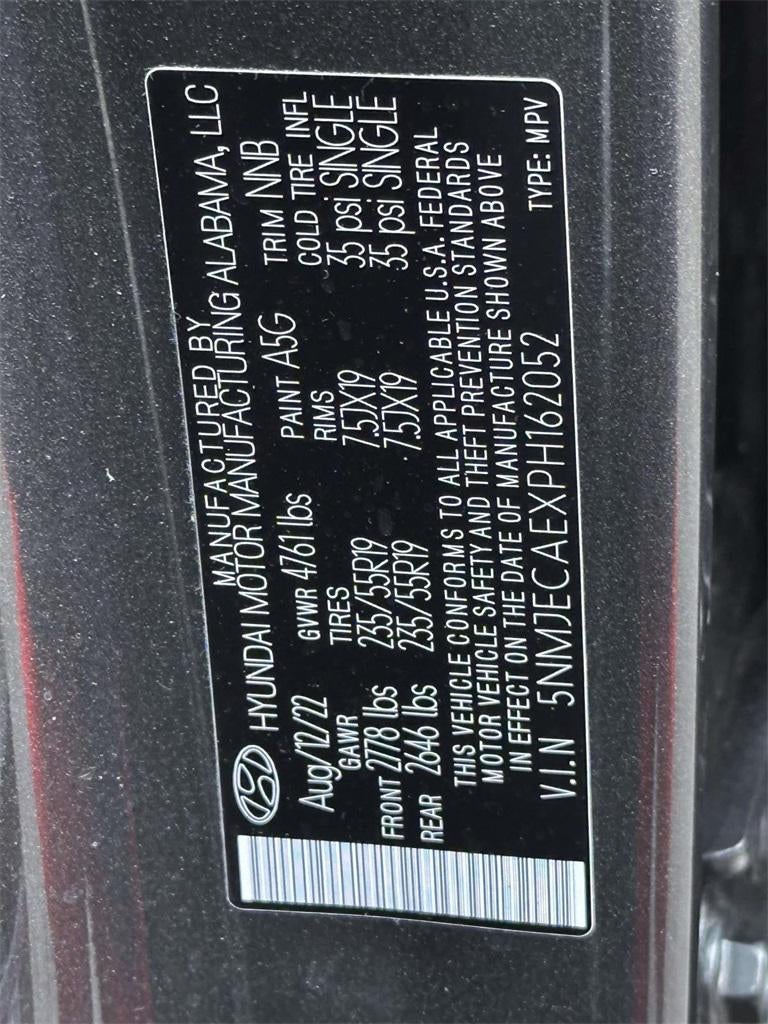 MANUFACTURED BY
HYUNDAI MOTOR MANUFACTURING ALABAMA, LLC
Aug/12/22 GVWR 4761 lbs PAINT A5G TRIM NNB
GAWR TIRES RIMS COLD TIRE INFL
FRONT 2778 lbs 235/55R19 7.5JX19 35 psi SINGLE
REAR 2646 lbs 235/55R19 7.5JX19 35 psi SINGLE
THIS VEHICLE CONFORMS TO ALL APPLICABLE U.S.A. FEDERAL
MOTOR VEHICLE SAFETY AND THEFT PREVENTION STANDARDS
IN EFFECT ON THE DATE OF MANUFACTURE SHOWN ABOVE
V.I.N 5NMJECAEXPH162052 TYPE: MPV